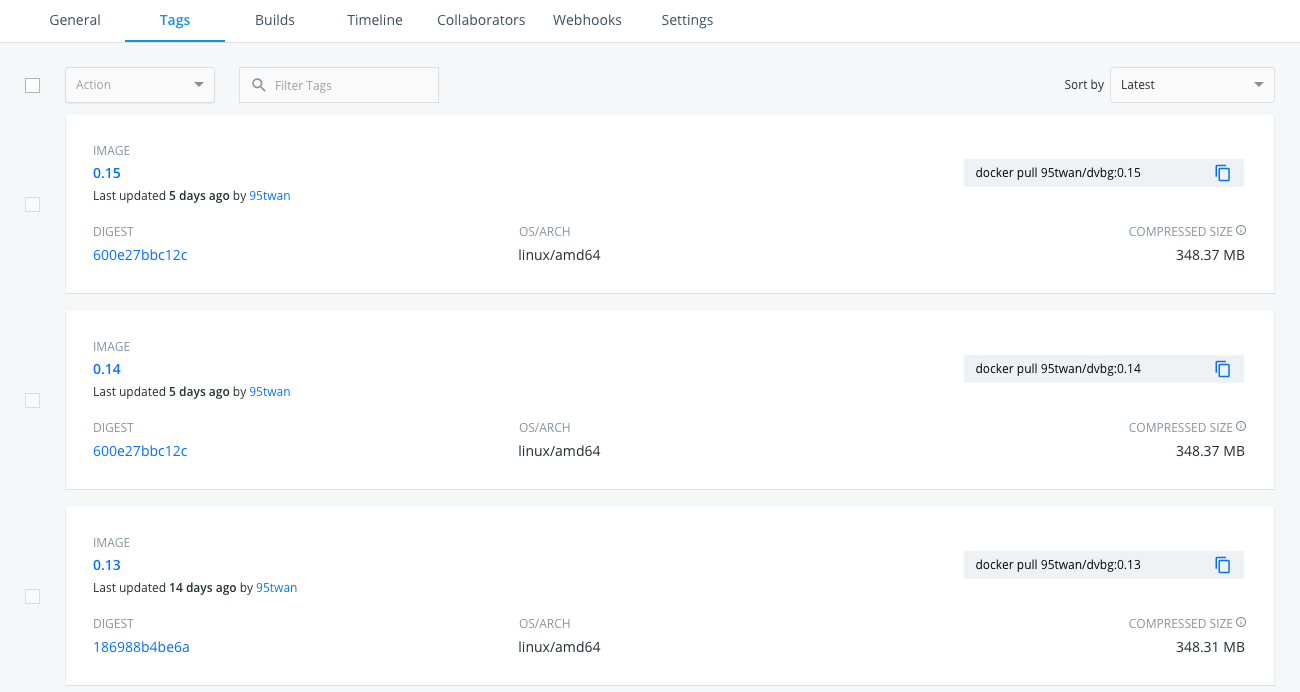 General Tags Builds Timeline Collaborators Webhooks Settings
Action Filter Tags Sort by Latest
IMAGE
0.15 docker pull 95twan/dvbg:0.15
Last updated 5 days ago by 95twan
DIGEST OS/ARCH COMPRESSED SIZE
600e27bbc12c linux/amd64 348.37 MB
IMAGE
0.14 docker pull 95twan/dvbg:0.14
Last updated 5 days ago by 95twan
DIGEST OS/ARCH COMPRESSED SIZE
600e27bbc12c linux/amd64 348.37 MB
IMAGE
0.13 docker pull 95twan/dvbg:0.13
Last updated 14 days ago by 95twan
DIGEST OS/ARCH COMPRESSED SIZE
186988b4be6a linux/amd64 348.31 MB